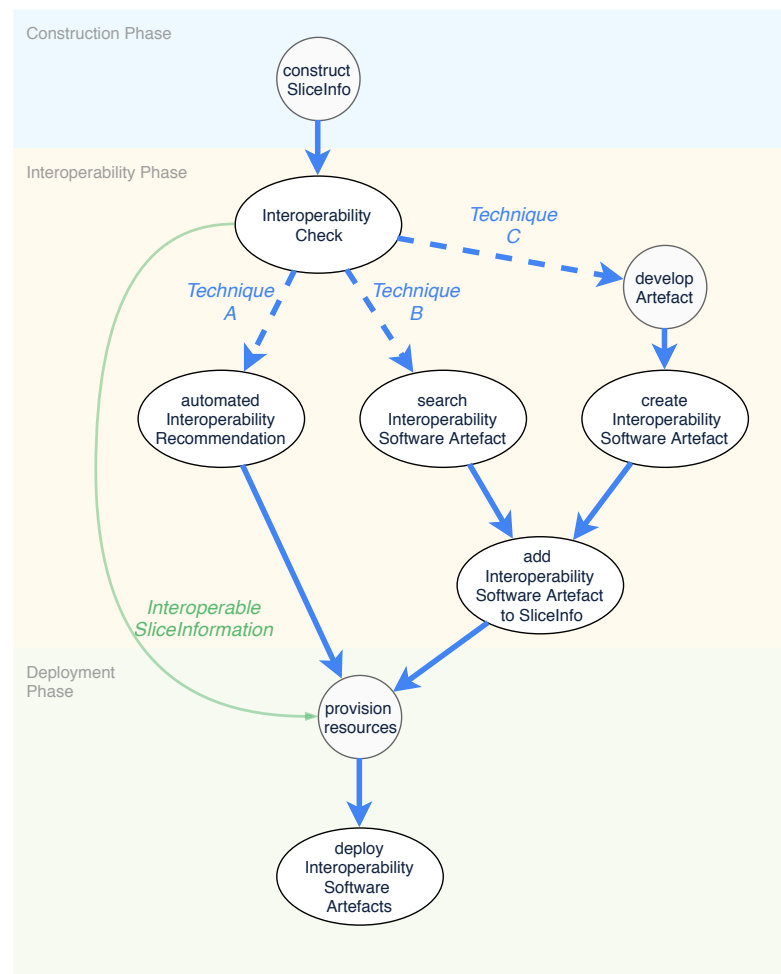 Construction Phase
construct
SliceInfo
Interoperability Phase
Interoperability
Check
Technique
C
Technique
A
Technique
B
develop
Artefact
automated
Interoperability
Recommendation
search
Interoperability
Software Artefact
create
Interoperability
Software Artefact
add
Interoperability
Software Artefact
to SliceInfo
Interoperable
SliceInformation
Deployment
Phase
provision
resources
deploy
Interoperability
Software
Artefacts